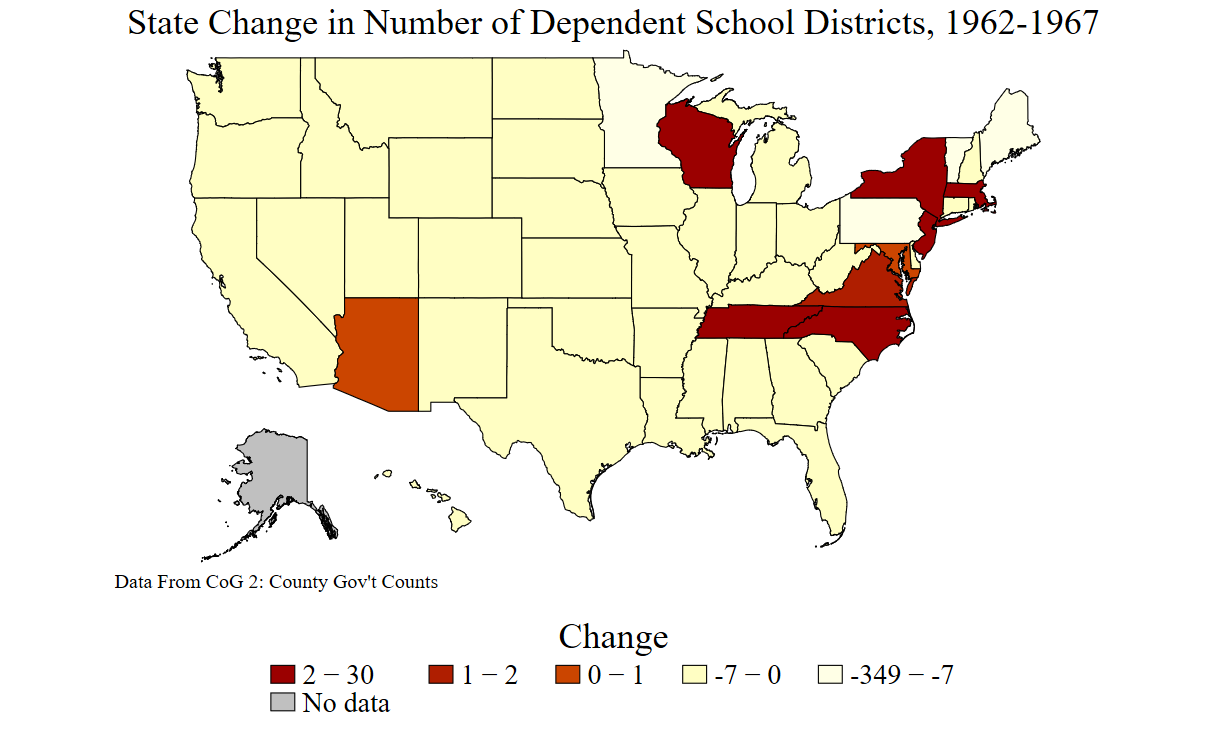 State Change in Number of Dependent School Districts, 1962-1967
Data From CoG 2: County Gov't Counts
Change
2 − 30 1 − 2 0 − 1 -7 − 0 -349 − -7
No data